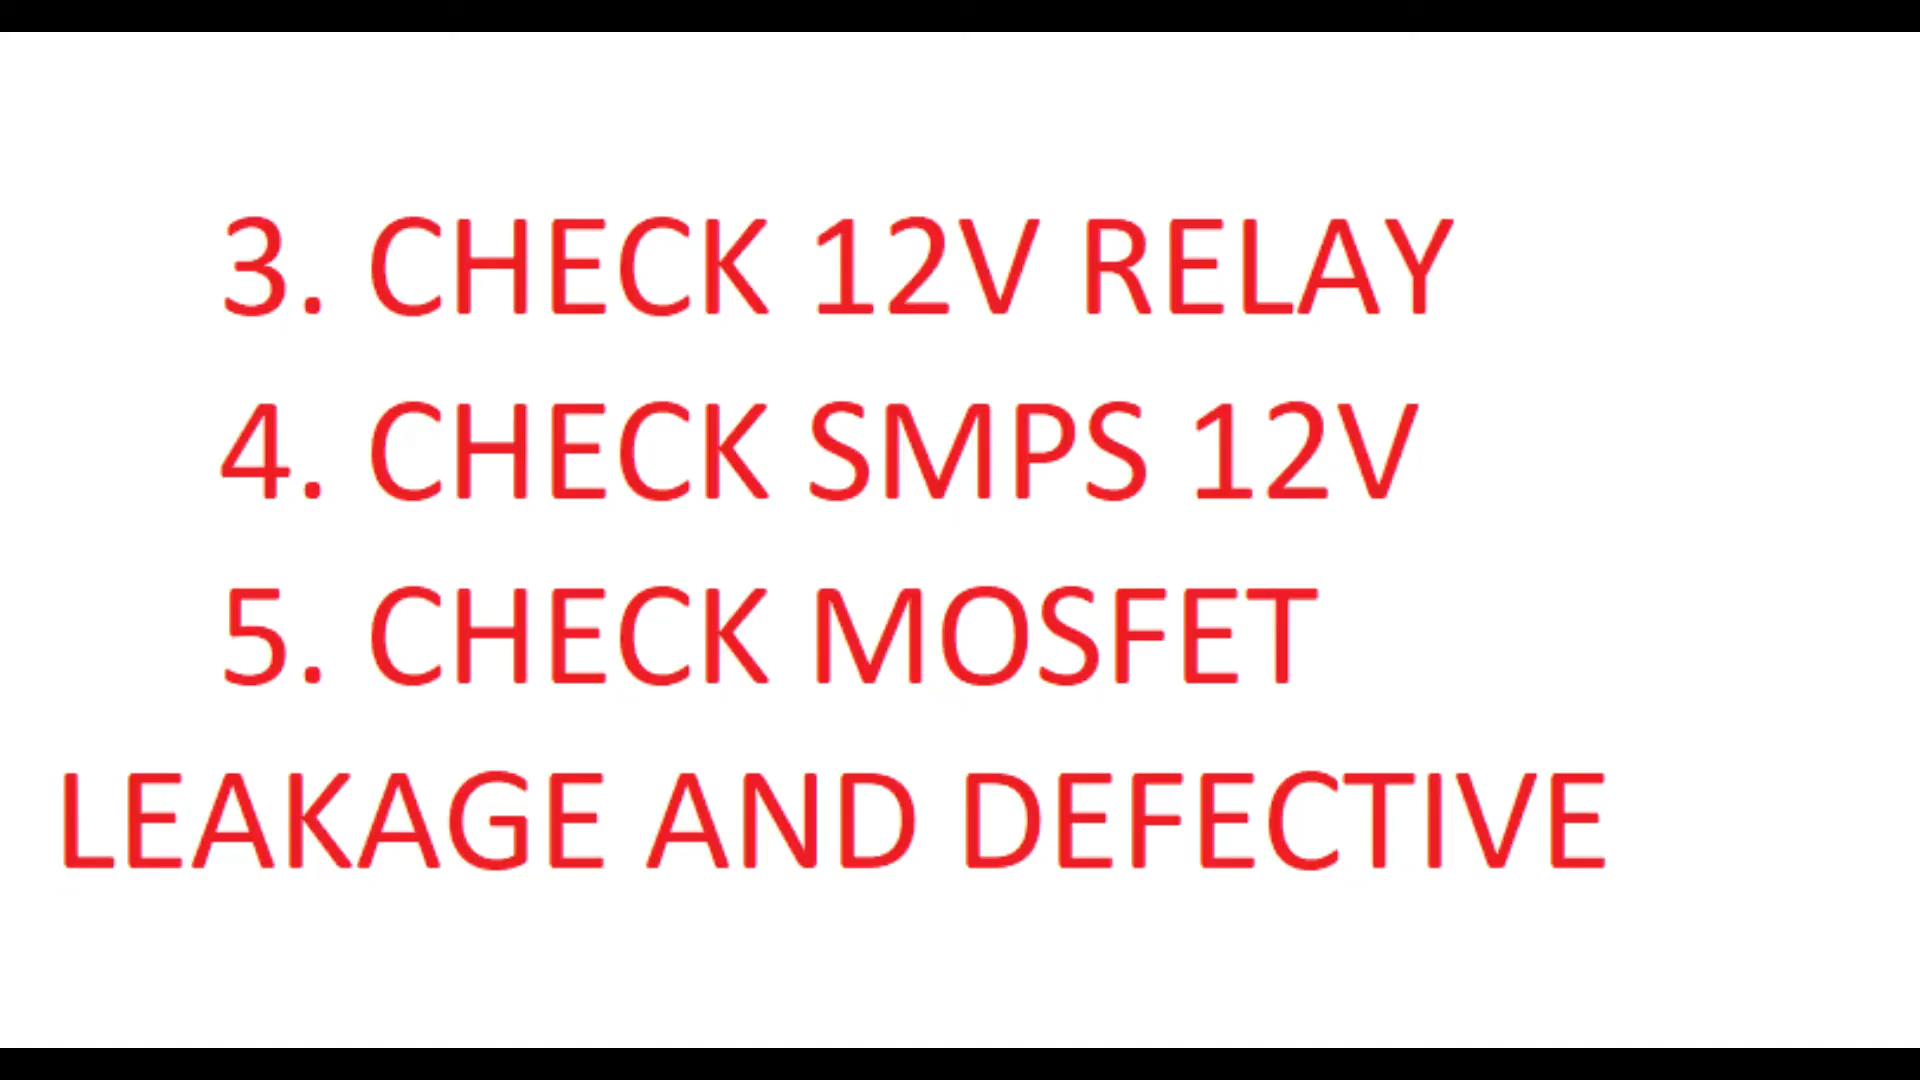 3. CHECK 12V RELAY
4. CHECK SMPS 12V
5. CHECK MOSFET
LEAKAGE AND DEFECTIVE